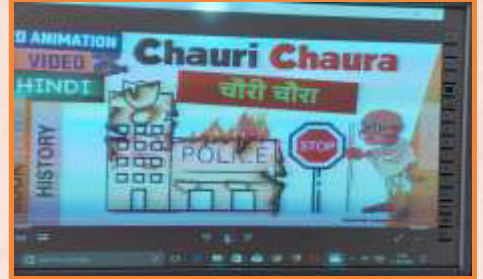 ANIMATION
VIDEO
HINDI
HISTORY
Chauri Chaura
चौरी चौरा
POLICE
STOP